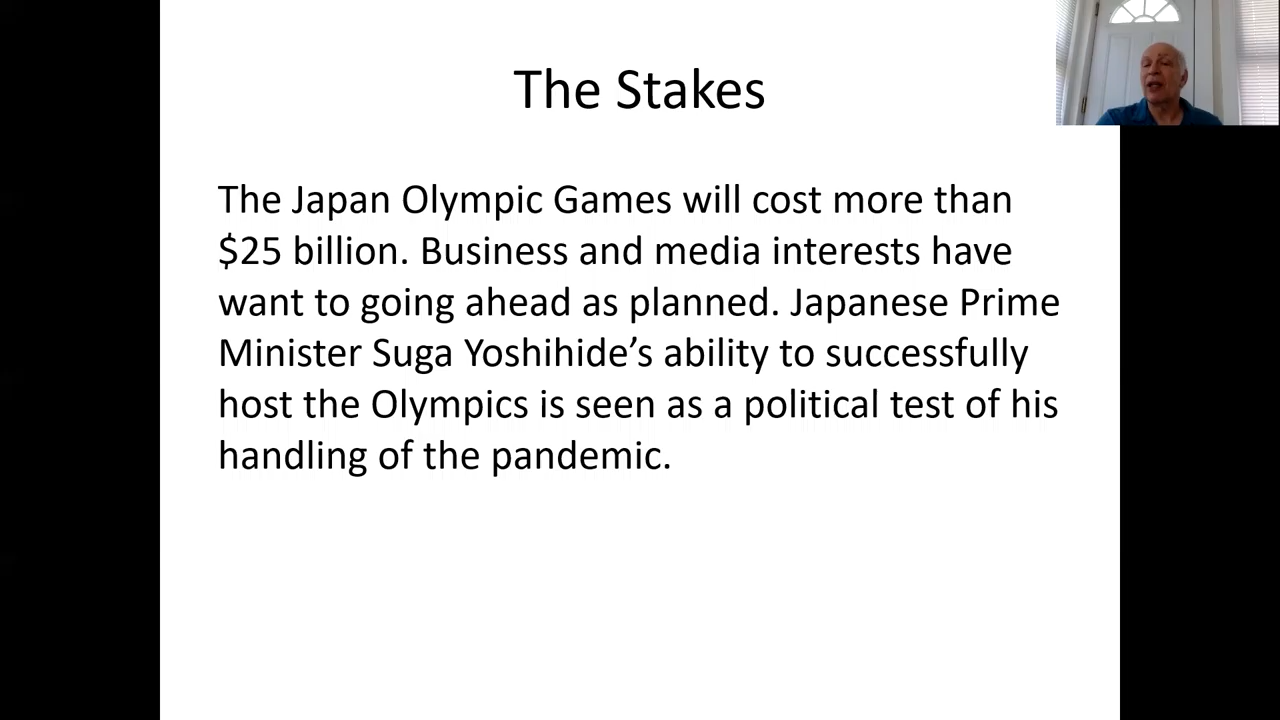 The Stakes
The Japan Olympic Games will cost more than
$25 billion. Business and media interests have
want to going ahead as planned. Japanese Prime
Minister Suga Yoshihide’s ability to successfully
host the Olympics is seen as a political test of his
handling of the pandemic.